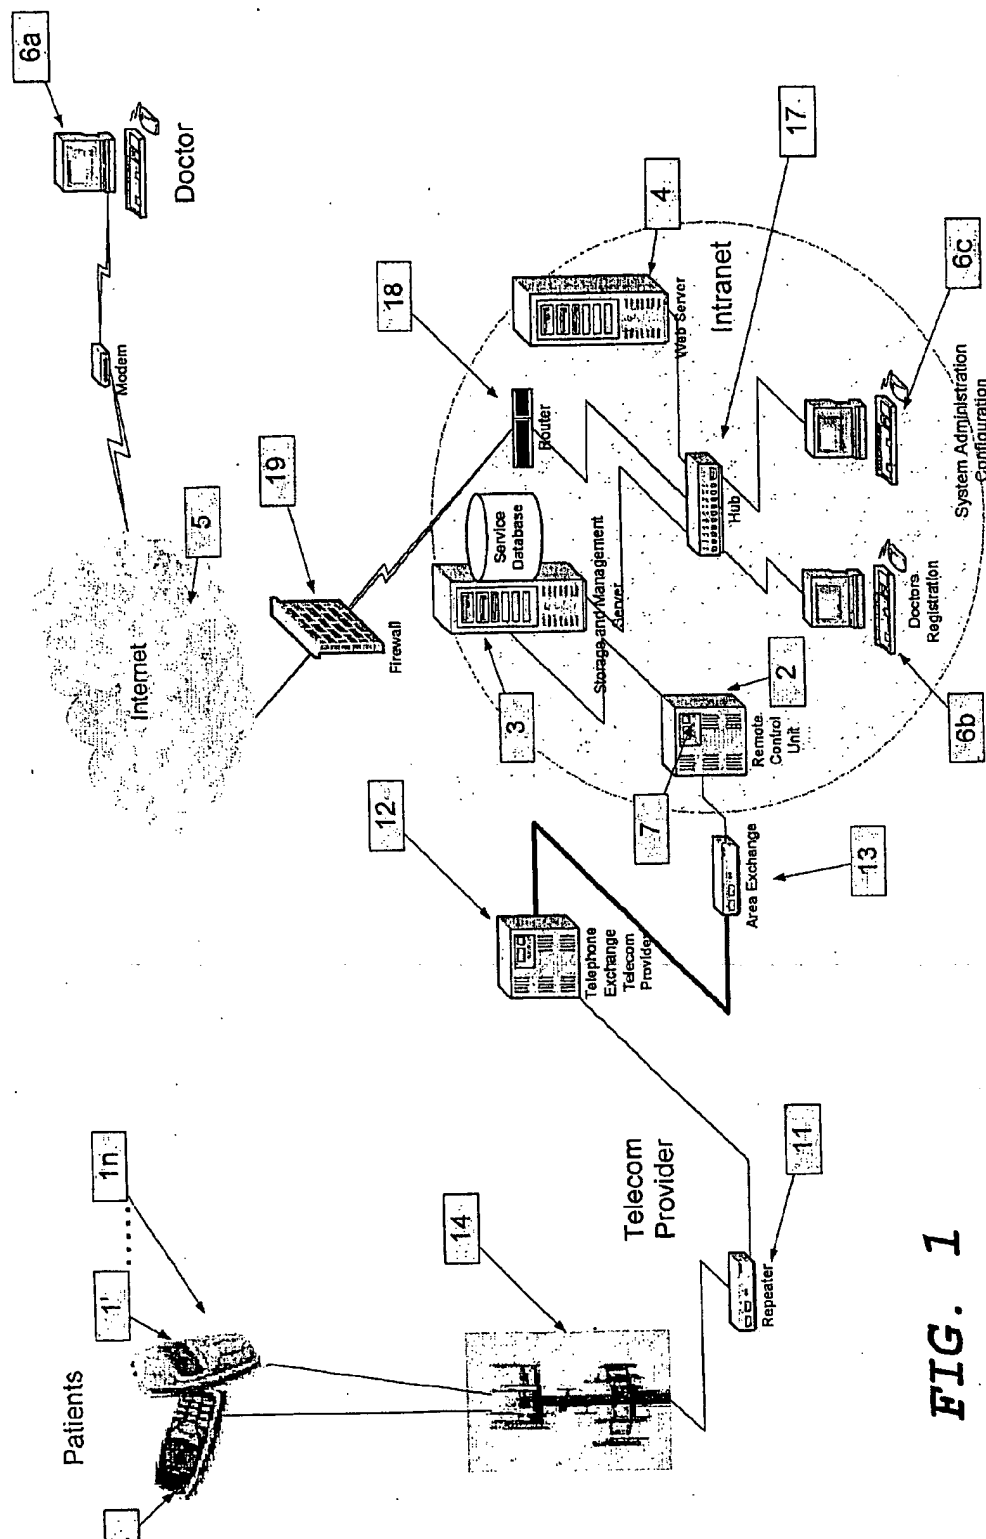 Patients
1'
1n
14
Telecom
Provider
Repeater
11
12
Telephone
Exchange
Telecom
Provider
Area Exchange
13
Internet
5
19
Firewall
Modem
6a
Doctor
18
Router
3
Service
Database
Storage and Management
Server
7
2
Remote
Control
Unit
4
Web Server
Intranet
17
Hub
Doctors
Registration
6b
System Administration
Configuration
6c
FIG. 1